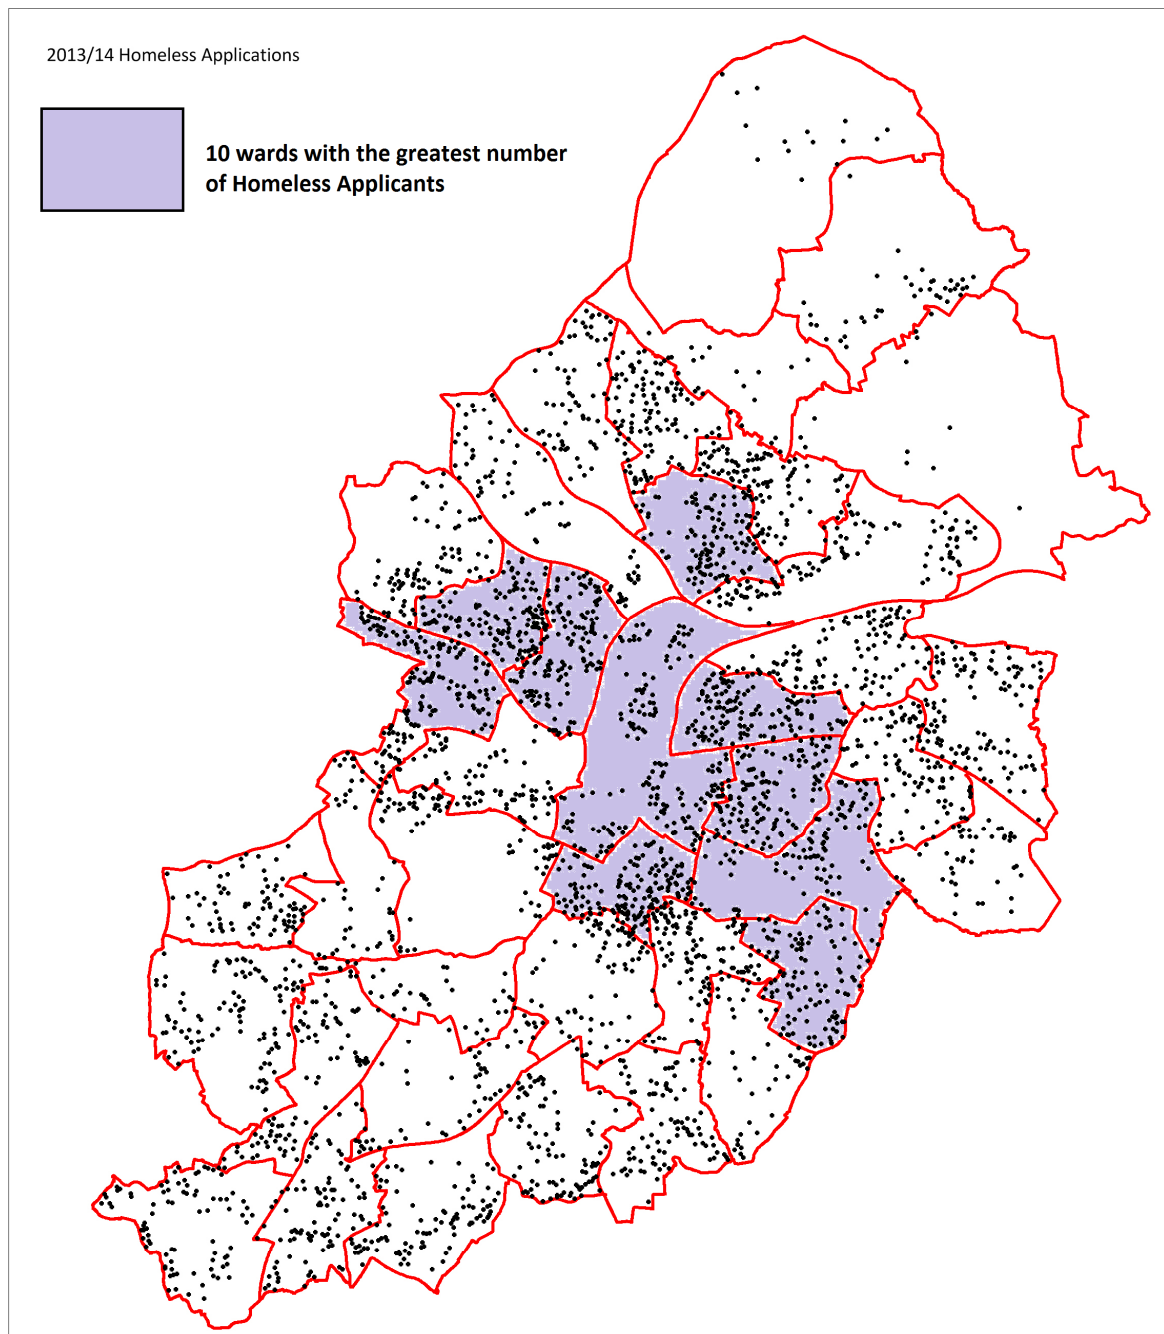 2013/14 Homeless Applications
10 wards with the greatest number
of Homeless Applicants